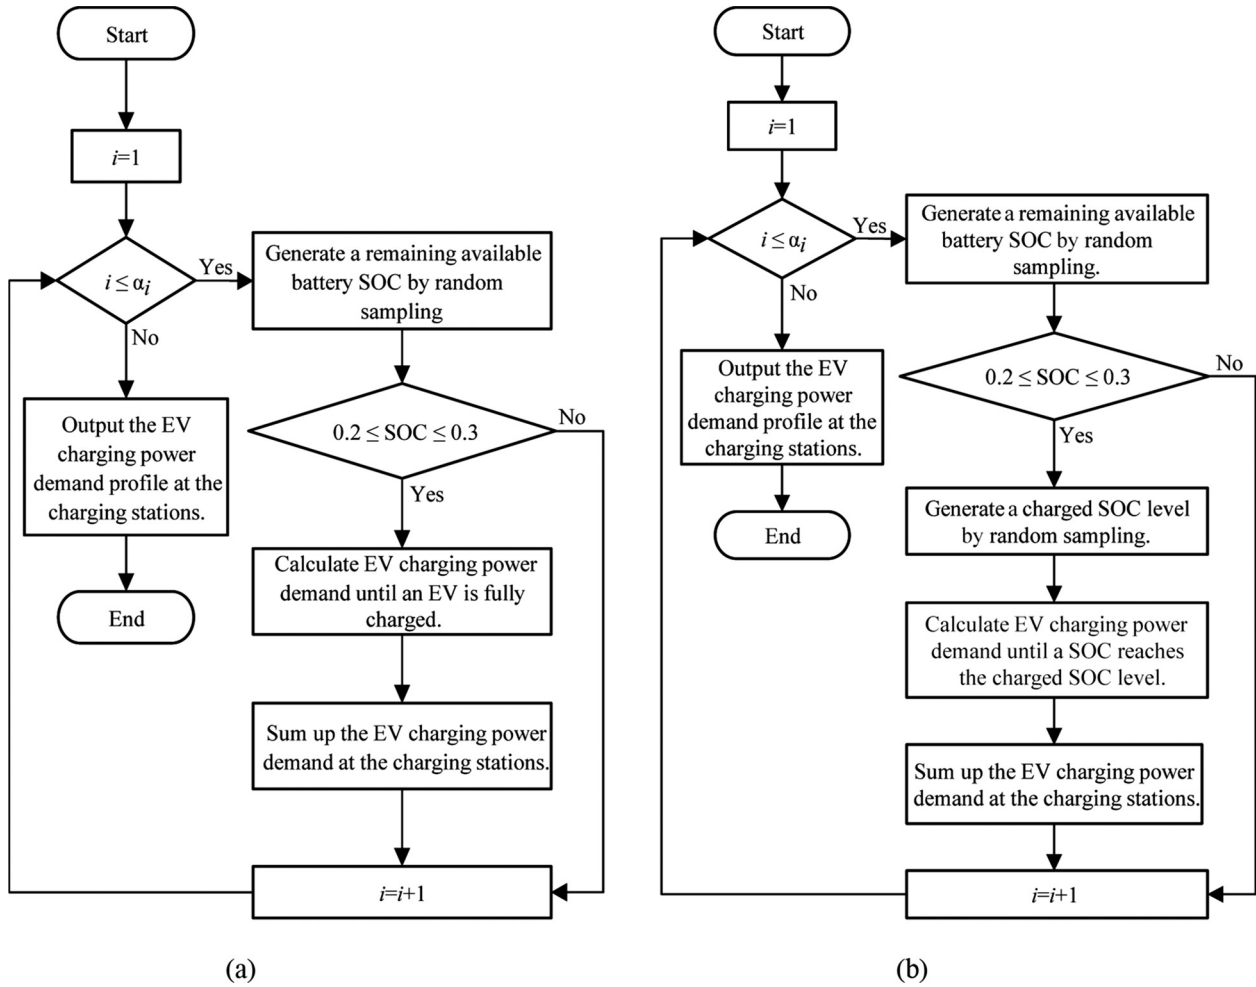 Start
i=1
i ≤ αi
Yes
No
Generate a remaining available
battery SOC by random
sampling
0.2 ≤ SOC ≤ 0.3
No
Yes
Output the EV
charging power
demand profile at the
charging stations.
End
Calculate EV charging power
demand until an EV is fully
charged.
Sum up the EV charging power
demand at the charging stations.
i=i+1
(a)
Start
i=1
i ≤ αi
Yes
No
Generate a remaining available
battery SOC by random
sampling.
0.2 ≤ SOC ≤ 0.3
No
Yes
Output the EV
charging power
demand profile at the
charging stations.
End
Generate a charged SOC level
by random sampling.
Calculate EV charging power
demand until a SOC reaches
the charged SOC level.
Sum up the EV charging power
demand at the charging stations.
i=i+1
(b)